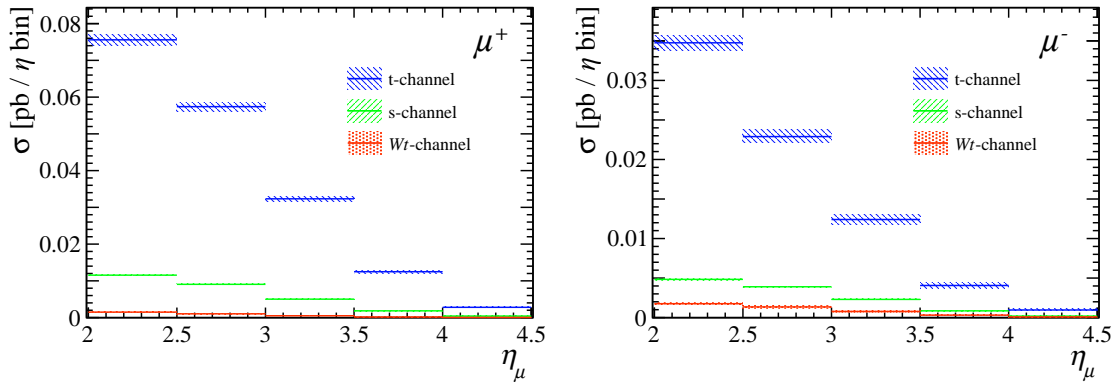 σ [pb / η bin]
0.08
0.06
0.04
0.02
0
μ⁺
t-channel
s-channel
Wt-channel
2 2.5 3 3.5 4 4.5
η_μ
σ [pb / η bin]
0.03
0.02
0.01
0
μ⁻
t-channel
s-channel
Wt-channel
2 2.5 3 3.5 4 4.5
η_μ